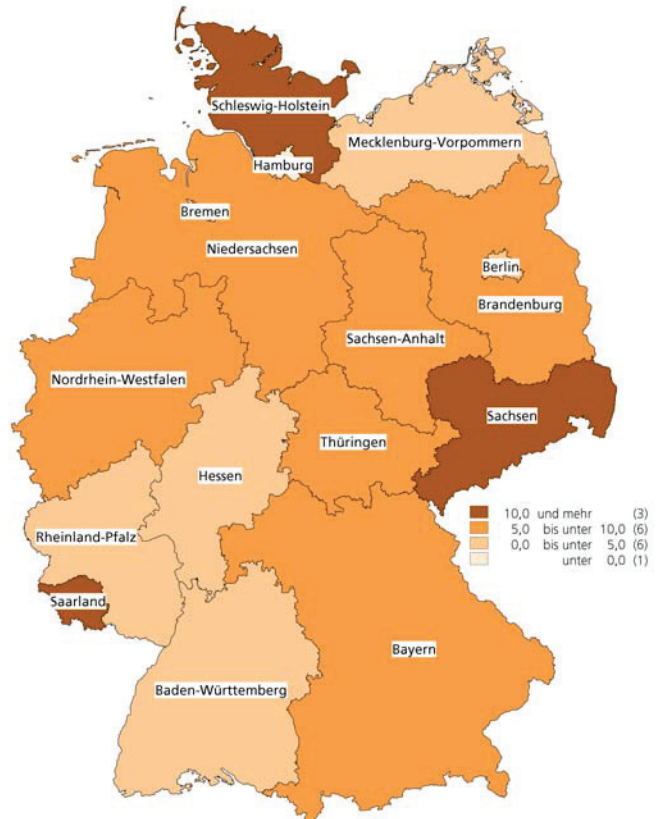 Schleswig-Holstein
Mecklenburg-Vorpommern
Hamburg
Bremen
Niedersachsen
Berlin
Brandenburg
Sachsen-Anhalt
Nordrhein-Westfalen
Sachsen
Thüringen
Hessen
10,0 und mehr (3)
5,0 bis unter 10,0 (6)
0,0 bis unter 5,0 (6)
unter 0,0 (1)
Rheinland-Pfalz
Saarland
Bayern
Baden-Württemberg